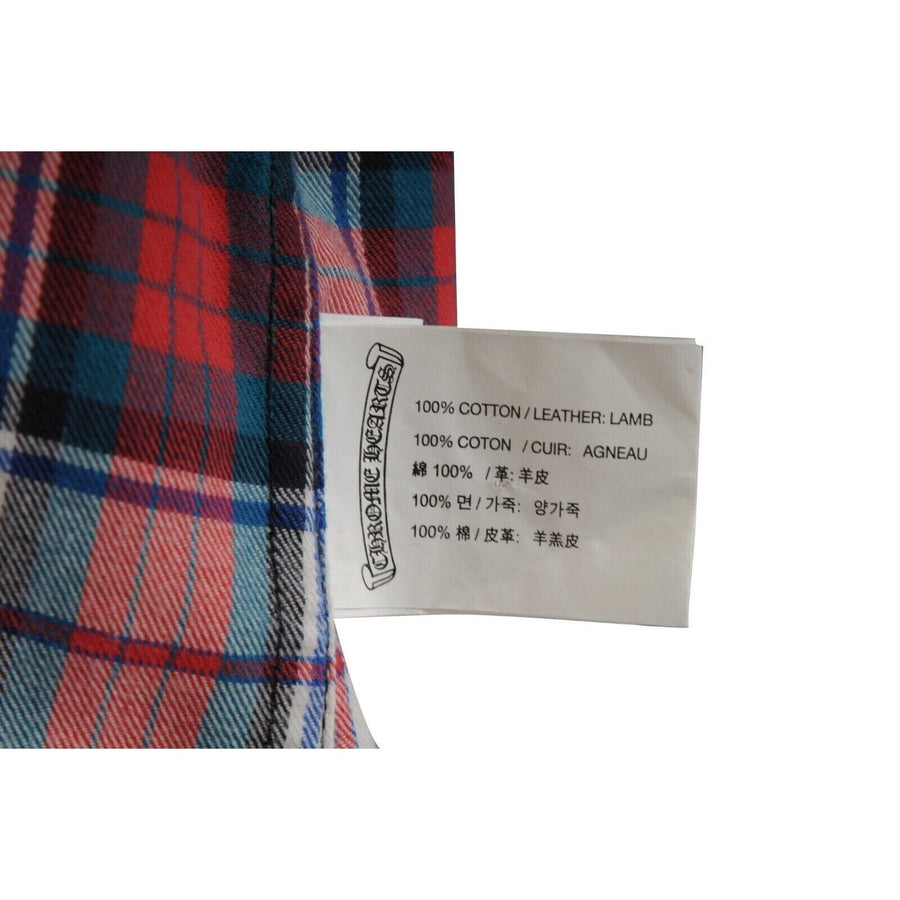 CHROME HEARTS
100% COTTON / LEATHER: LAMB
100% COTON / CUIR: AGNEAU
綿 100% / 革: 羊皮
100% 면 / 가죽: 양가죽
100% 棉 / 皮革: 羊羔皮